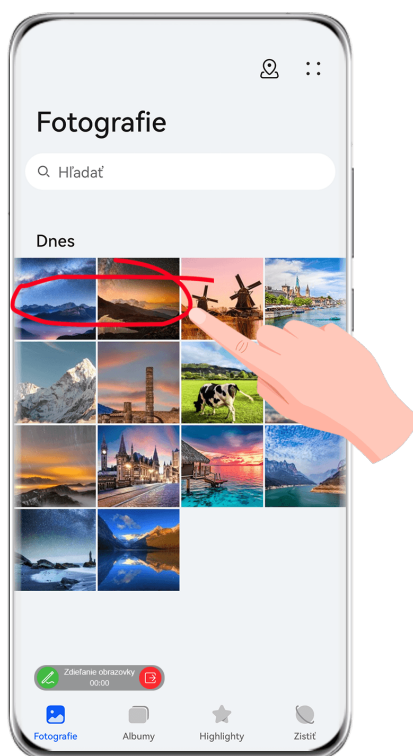 Fotografie
Hľadať
Dnes
Zdieľanie obrazovky
00:00
Fotografie
Albumy
Highlighty
Zistiť